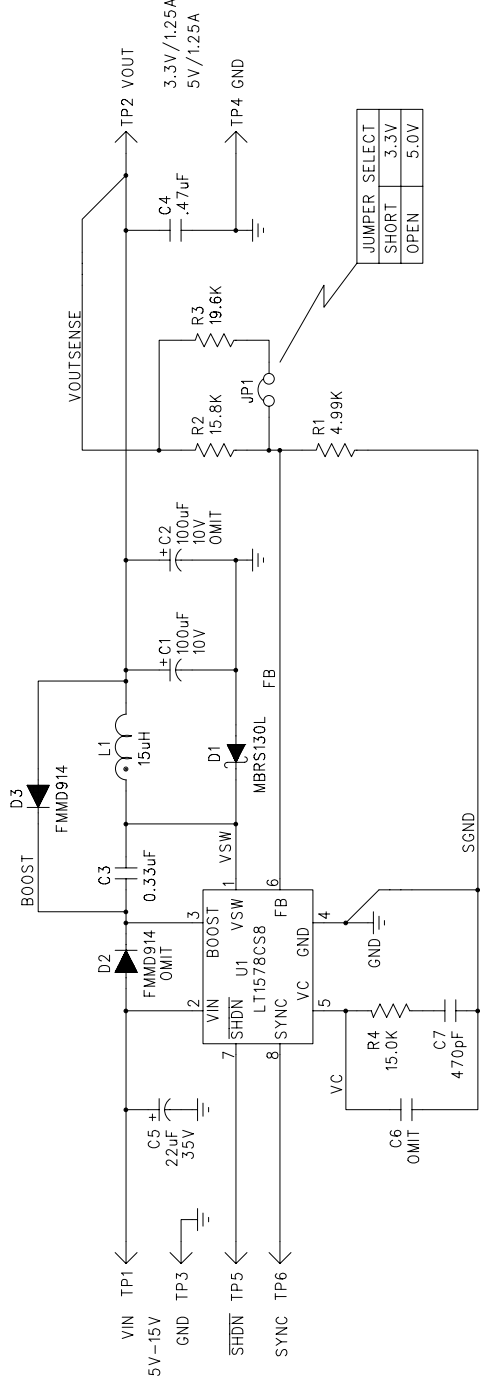 VIN TP1
5V-15V
GND TP3
SHDN TP5
SYNC TP6
C5
22uF
35V
+
D2
FMMD914
OMIT
BOOST
D3
FMMD914
C3
0.33uF
L1
15uH
2
VIN
3
BOOST
1
VSW
VSW
U1
LT1578CS8
7
SHDN
8
SYNC
6
FB
FB
5
VC
4
GND
GND
VC
R4
15.0K
C7
470pF
C6
OMIT
SGND
D1
MBRS130L
+
C1
100uF
10V
+
C2
100uF
10V
OMIT
VOUTSENSE
R2
15.8K
R3
19.6K
JP1
R1
4.99K
C4
.47uF
TP2 VOUT
3.3V/1.25A
5V/1.25A
TP4 GND
JUMPER SELECT
SHORT 3.3V
OPEN 5.0V